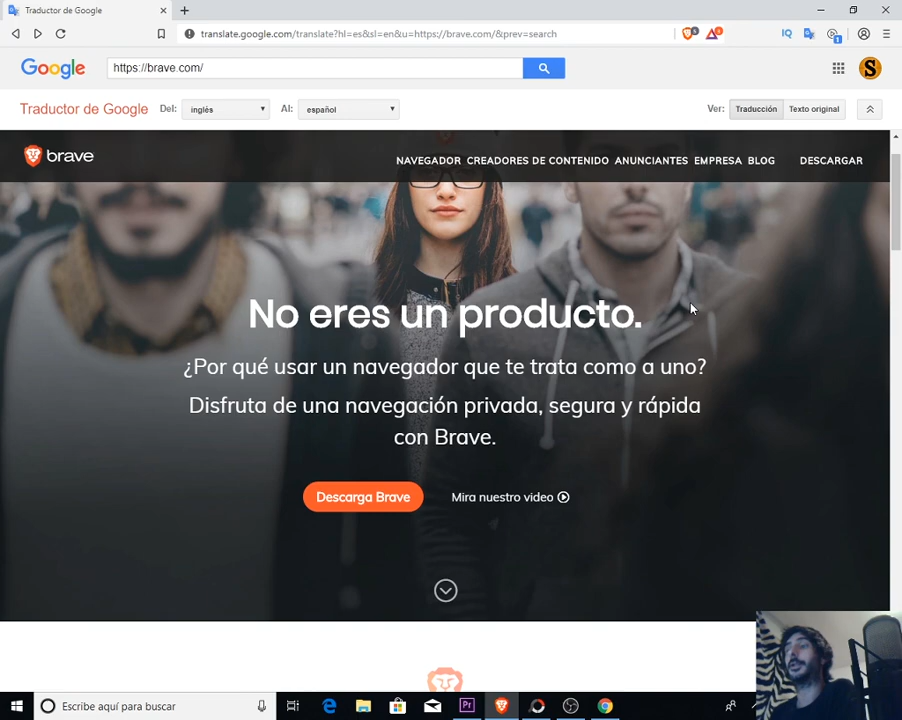 Traductor de Google
translate.google.com/translate?hl=es&sl=en&u=https://brave.com/&prev=search
IQ
Google
https://brave.com/
S
Traductor de Google
Del:
inglés
Al:
español
Ver:
Traducción
Texto original
brave
NAVEGADOR
CREADORES DE CONTENIDO
ANUNCIANTES
EMPRESA
BLOG
DESCARGAR
No eres un producto.
¿Por qué usar un navegador que te trata como a uno?
Disfruta de una navegación privada, segura y rápida
con Brave.
Descarga Brave
Mira nuestro video
Escribe aquí para buscar
Pr